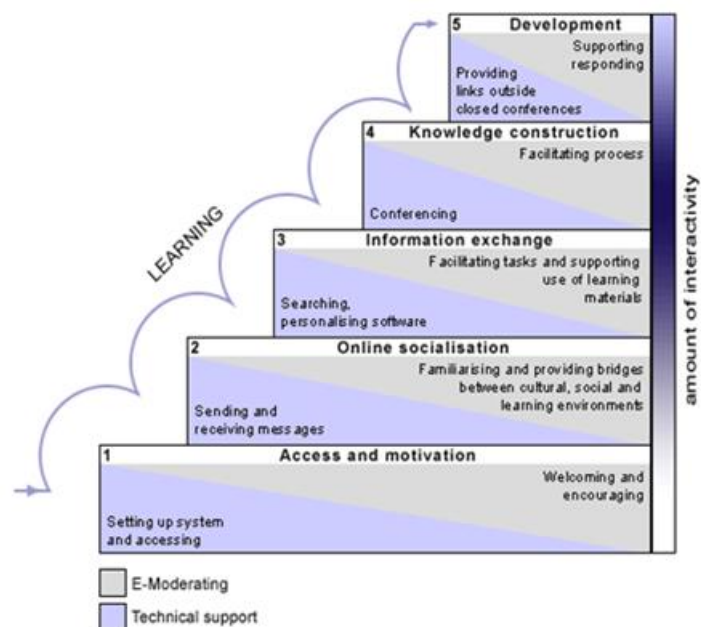 5 Development
Supporting
responding
Providing
links outside
closed conferences
4 Knowledge construction
Facilitating process
Conferencing
LEARNING
3 Information exchange
Facilitating tasks and supporting
use of learning
materials
Searching,
personalising software
2 Online socialisation
Familiarising and providing bridges
between cultural, social and
learning environments
Sending and
receiving messages
1 Access and motivation
Welcoming and
encouraging
Setting up system
and accessing
amount of interactivity
E-Moderating
Technical support